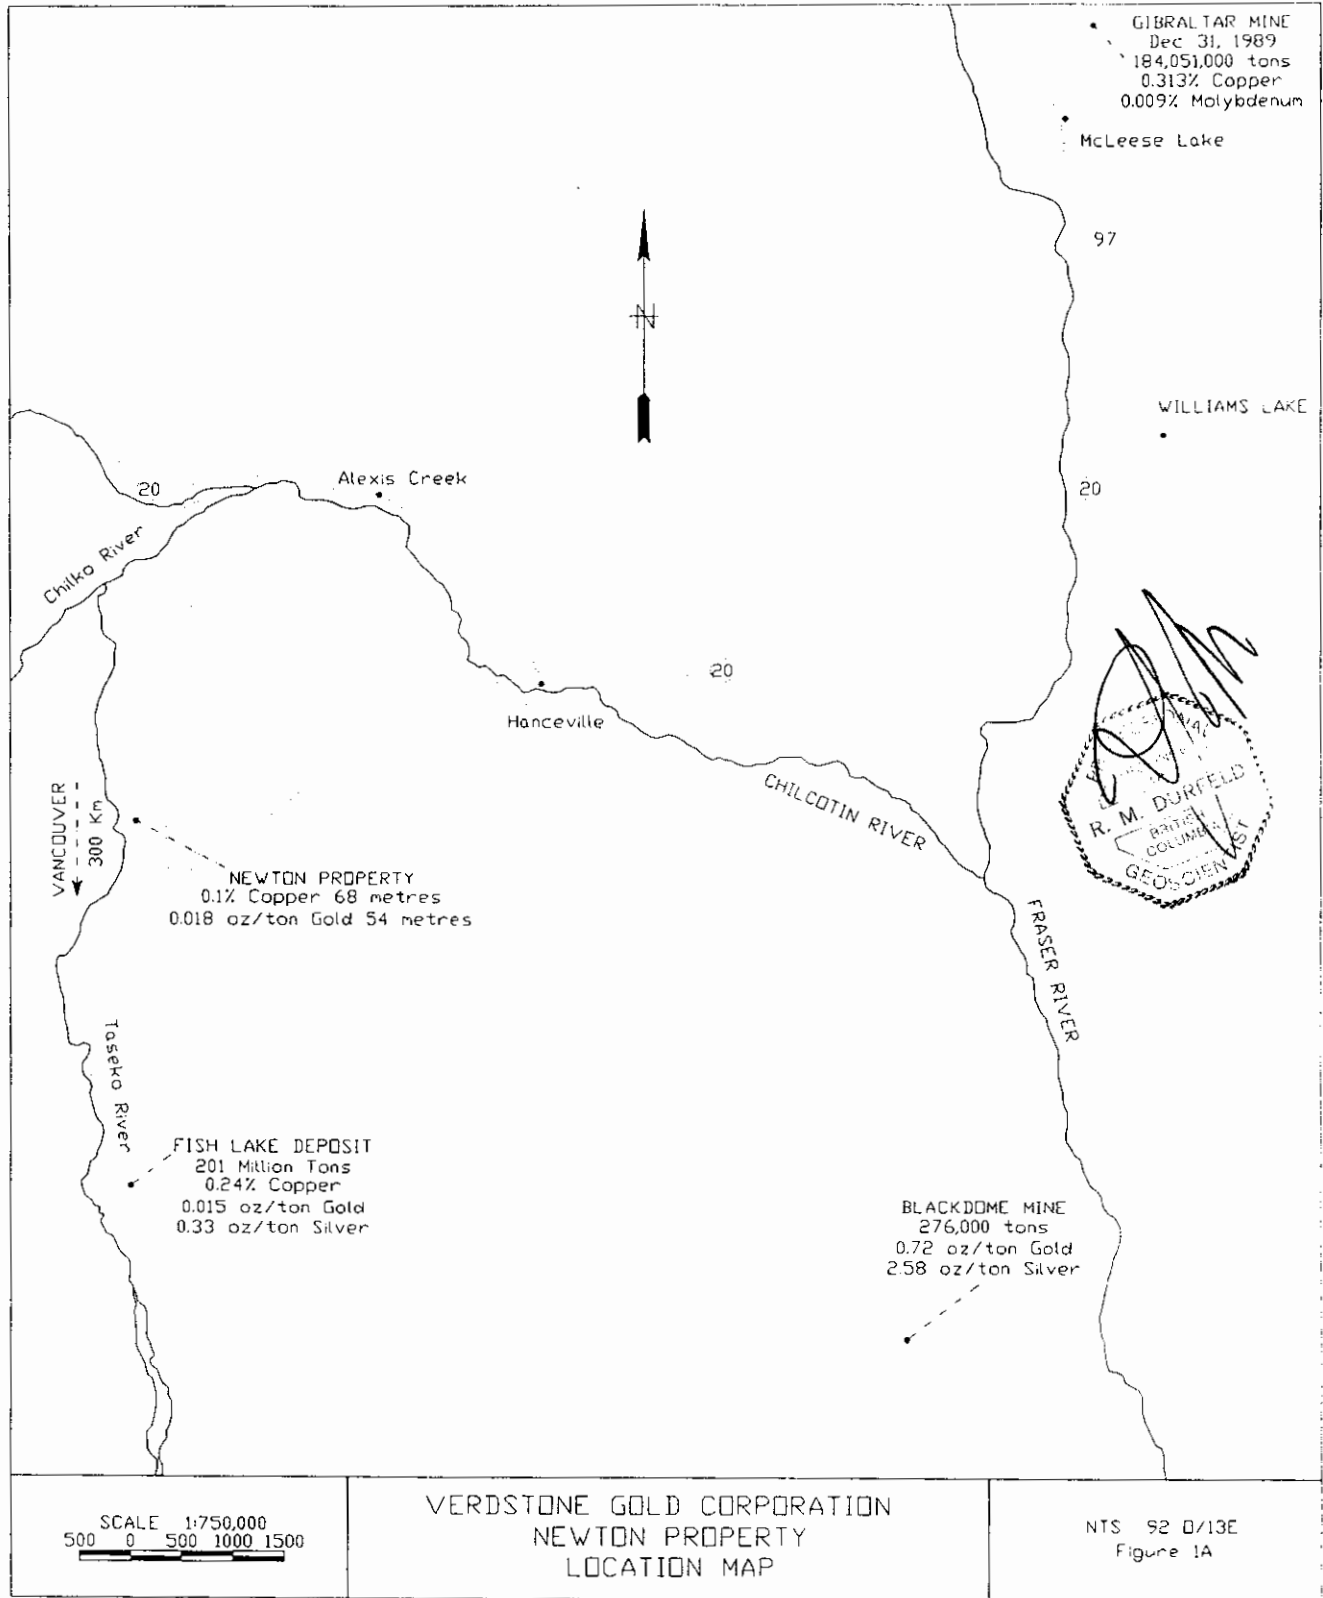 GIBRALTAR MINE
Dec 31, 1989
184,051,000 tons
0.313% Copper
0.009% Molybdenum
McLeese Lake
97
N
WILLIAMS LAKE
20
Alexis Creek
20
Chilko River
20
Hanceville
CHILCOTIN RIVER
VANCOUVER
300 Km
NEWTON PROPERTY
0.1% Copper 68 metres
0.018 oz/ton Gold 54 metres
R. M. DURFELD
BRITISH
COLUMBIA
GEOSCIENTIST
FRASER RIVER
Taseko River
FISH LAKE DEPOSIT
201 Million Tons
0.24% Copper
0.015 oz/ton Gold
0.33 oz/ton Silver
BLACKDOME MINE
276,000 tons
0.72 oz/ton Gold
2.58 oz/ton Silver
SCALE 1:750,000
500 0 500 1000 1500
VERDSTONE GOLD CORPORATION
NEWTON PROPERTY
LOCATION MAP
NTS 92 O/13E
Figure 1A